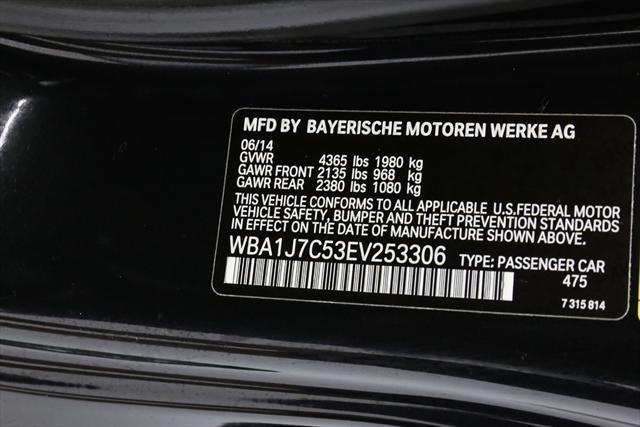 MFD BY BAYERISCHE MOTOREN WERKE AG
06/14
GVWR 4365 lbs 1980 kg
GAWR FRONT 2135 lbs 968 kg
GAWR REAR 2380 lbs 1080 kg
THIS VEHICLE CONFORMS TO ALL APPLICABLE U.S.FEDERAL MOTOR
VEHICLE SAFETY, BUMPER AND THEFT PREVENTION STANDARDS
IN EFFECT ON THE DATE OF MANUFACTURE SHOWN ABOVE.
WBA1J7C53EV253306 TYPE: PASSENGER CAR
475
7 315 814